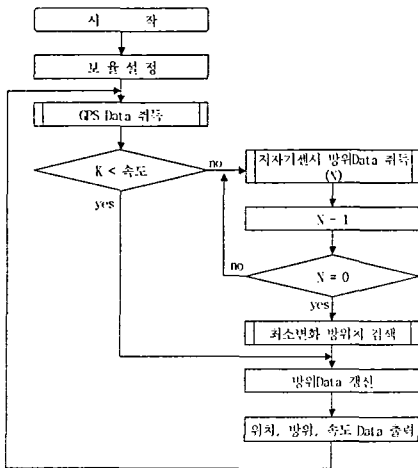 시 작
보 율 설 정
GPS Data 취득
K < 속도
no
지자기센서 방위Data 취득
(N)
yes
N - 1
no
N = 0
yes
최소변화 방위치 검색
방위Data 갱신
위치, 방위, 속도 Data 출력